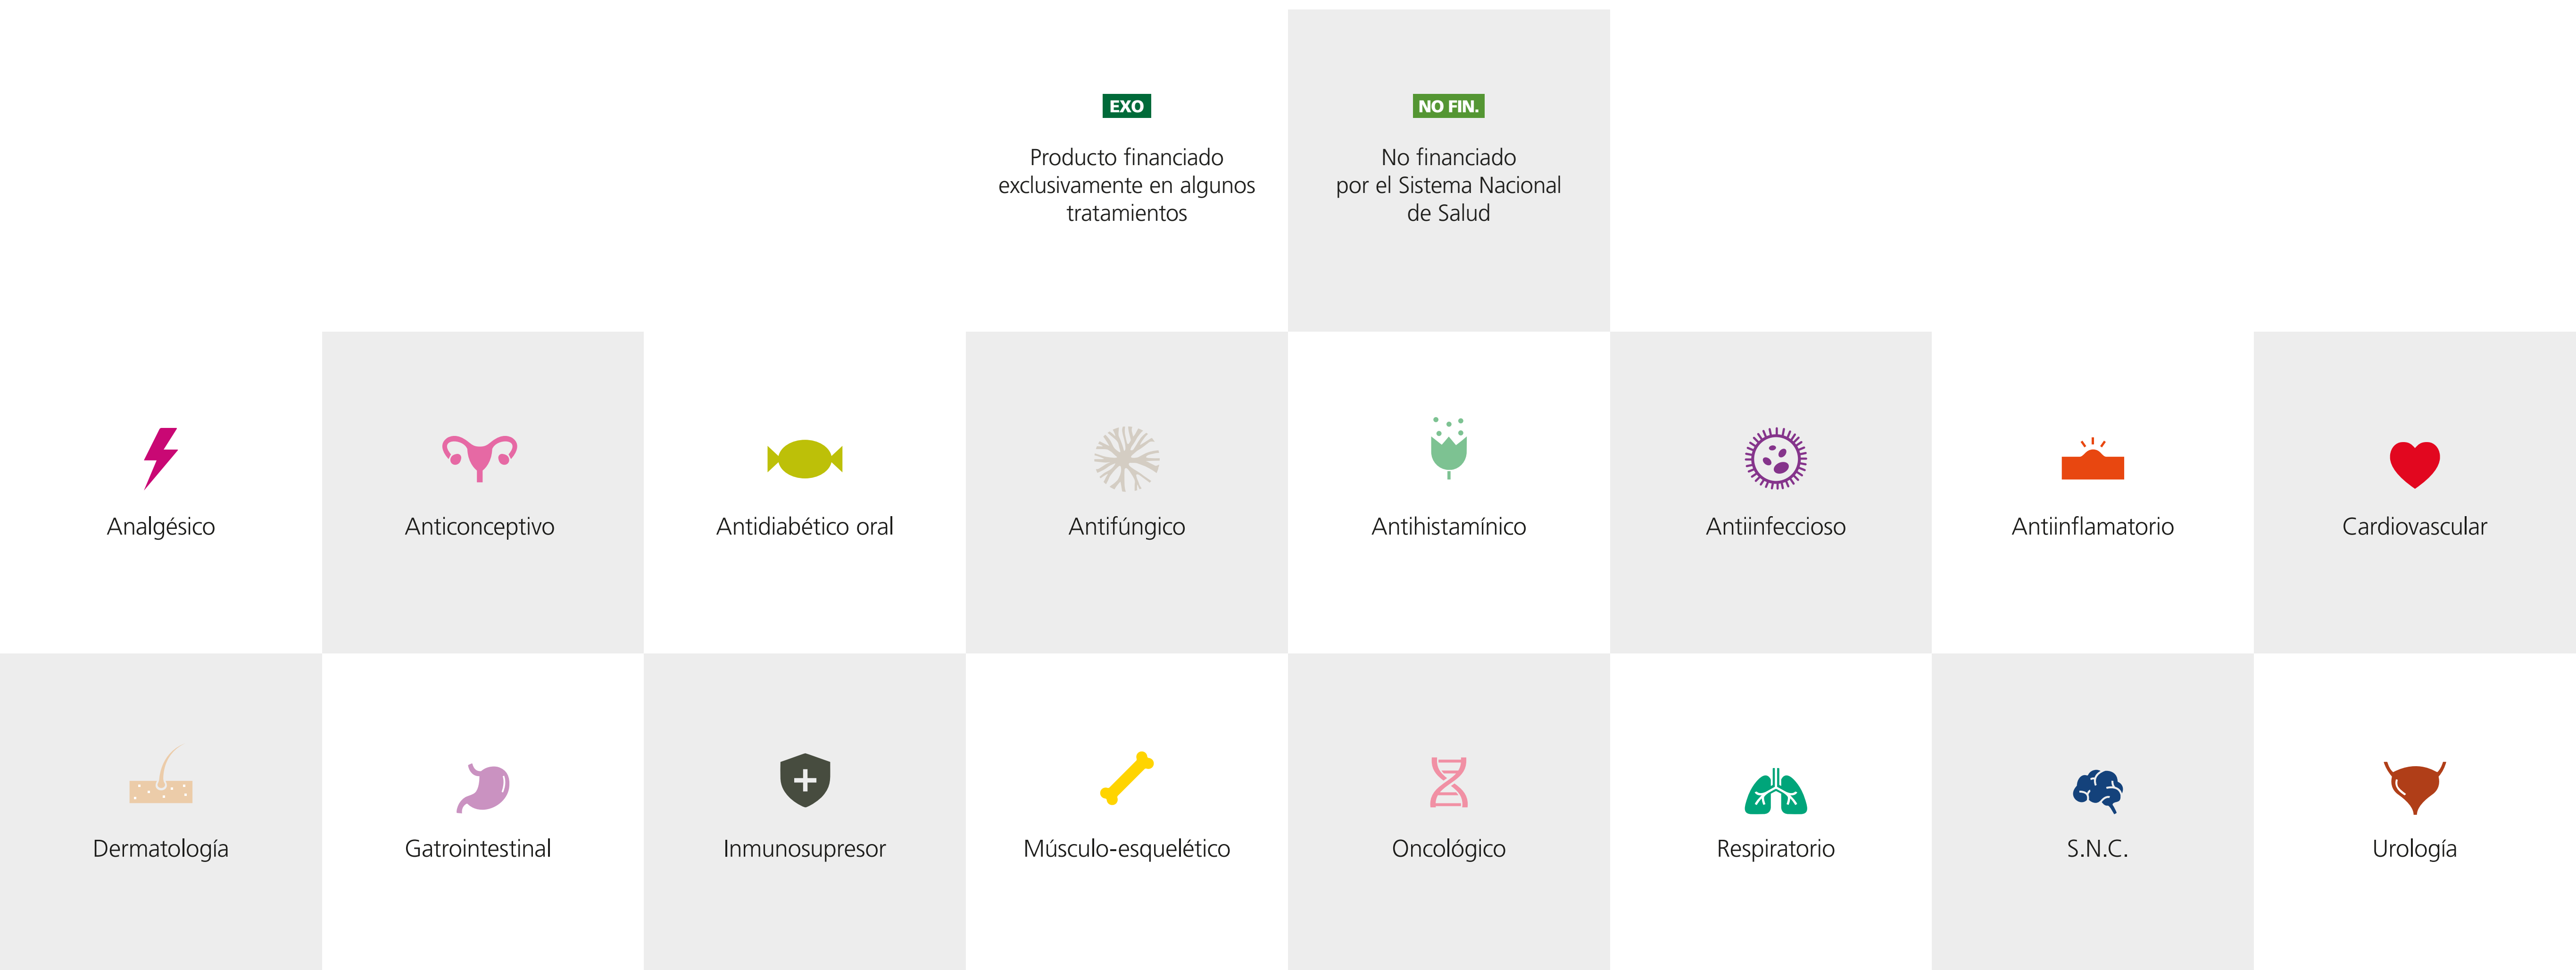 EXO
Producto financiado
exclusivamente en algunos
tratamientos
NO FIN.
No financiado
por el Sistema Nacional
de Salud
Analgésico
Anticonceptivo
Antidiabético oral
Antifúngico
Antihistamínico
Antiinfeccioso
Antiinflamatorio
Cardiovascular
Dermatología
Gatrointestinal
Inmunosupresor
Músculo-esquelético
Oncológico
Respiratorio
S.N.C.
Urología